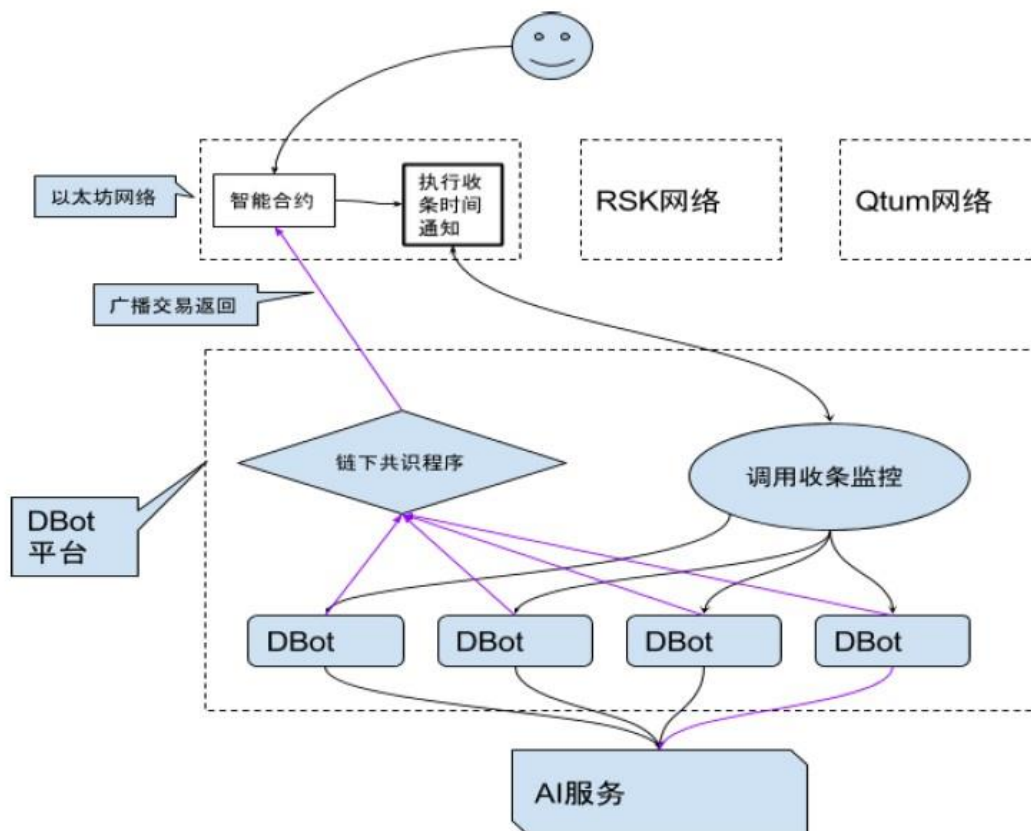 以太坊网络
智能合约
执行收
条时间
通知
RSK网络
Qtum网络
广播交易返回
链下共识程序
调用收条监控
DBot
平台
DBot
DBot
DBot
DBot
AI服务